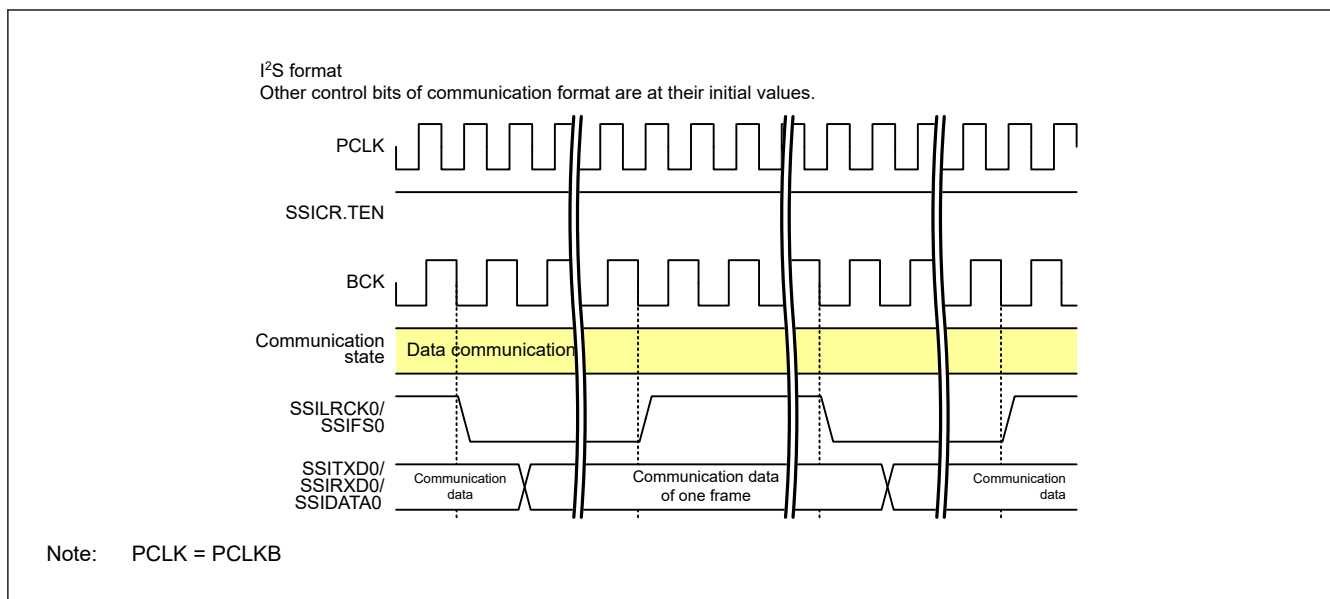 I²S format
Other control bits of communication format are at their initial values.
PCLK
SSICR.TEN
BCK
Communication
state
Data communication
SSILRCK0/
SSIFS0
SSITXD0/
SSIRXD0/
SSIDATA0
Communication
data
Communication data
of one frame
Communication
data
Note: PCLK = PCLKB